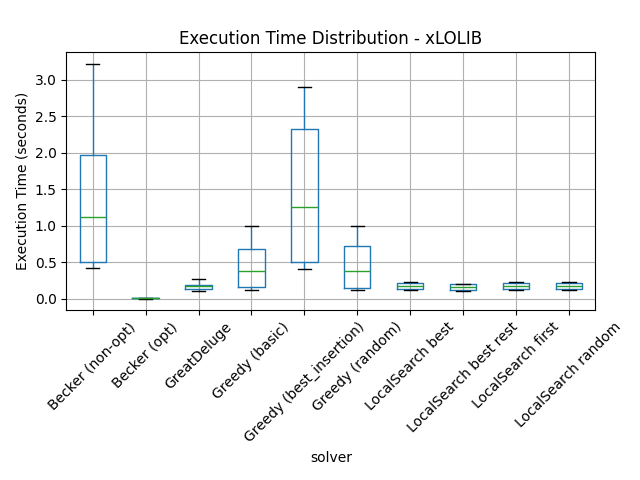 Execution Time Distribution - xLOLIB
Execution Time (seconds)
3.0
2.5
2.0
1.5
1.0
0.5
0.0
Becker (non-opt)
Becker (opt)
GreatDeluge
Greedy (basic)
Greedy (best_insertion)
Greedy (random)
LocalSearch best
LocalSearch best rest
LocalSearch first
LocalSearch random
solver